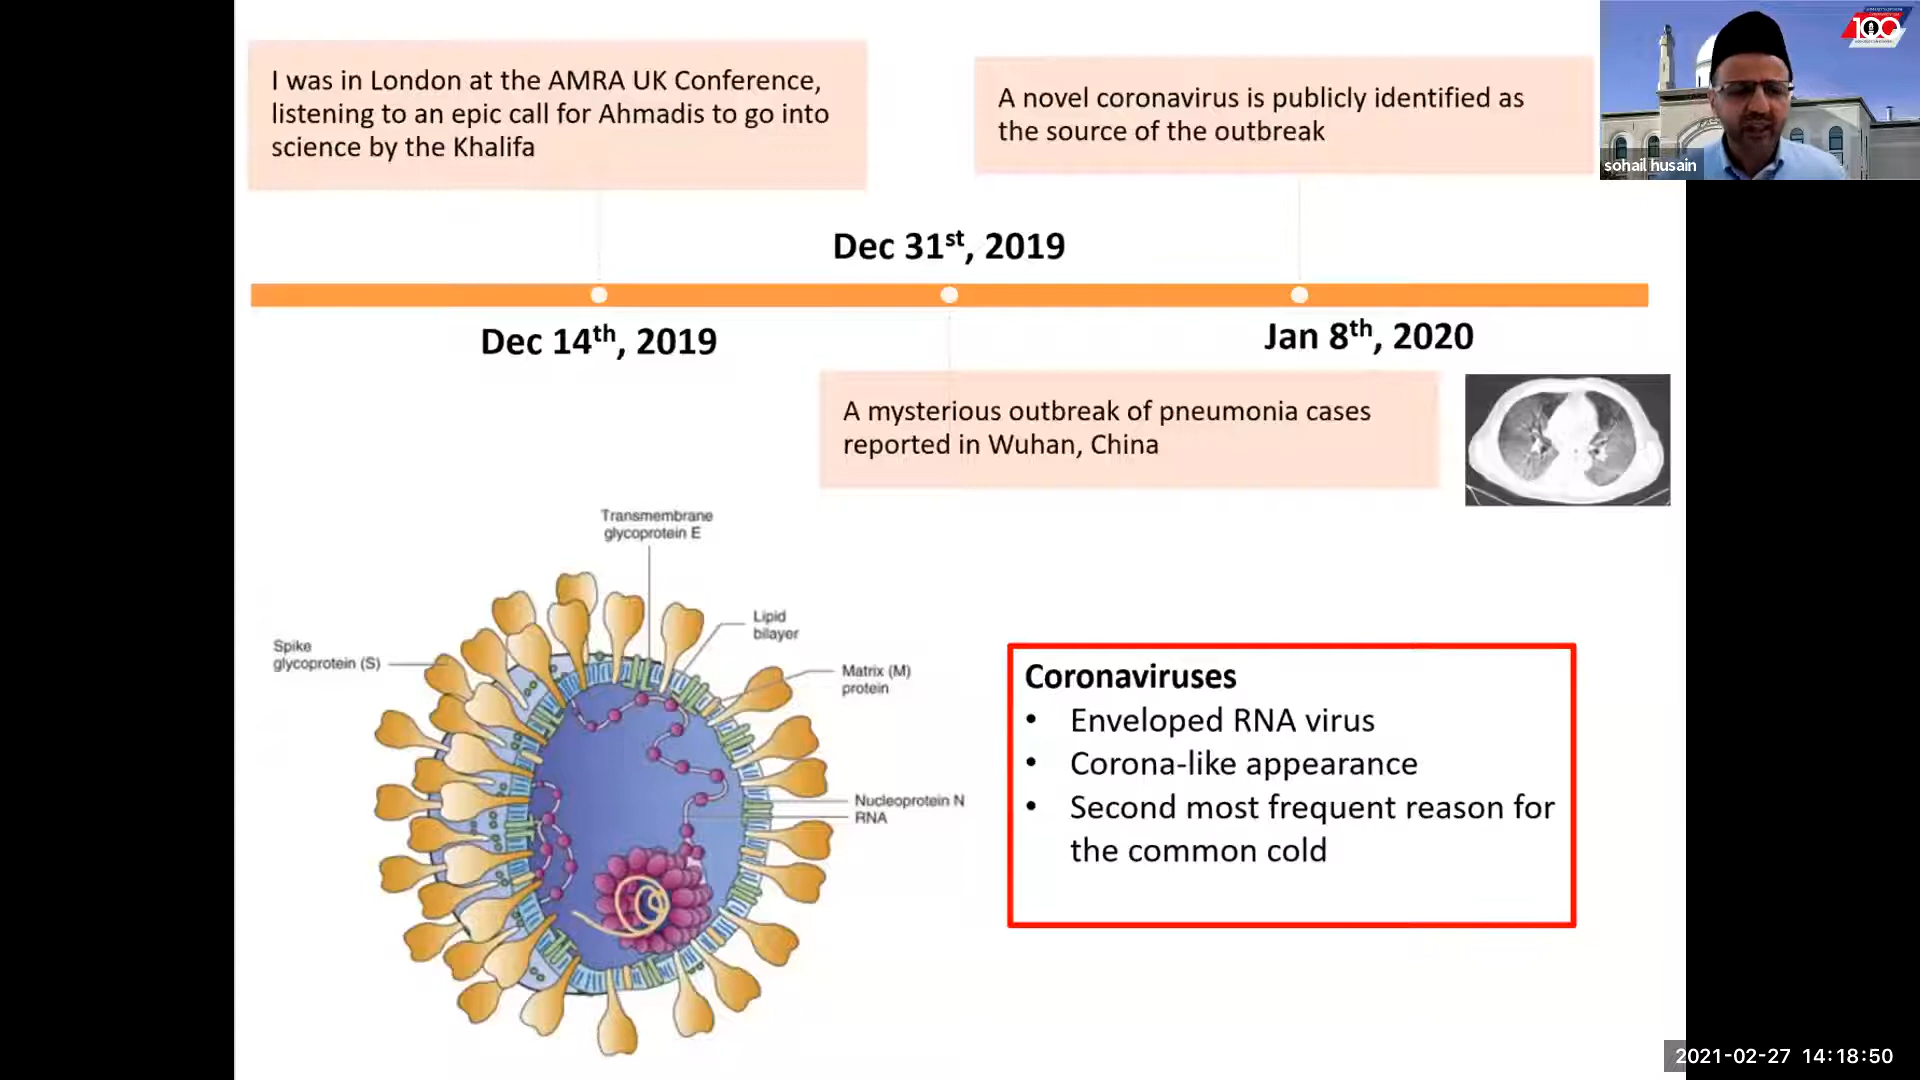 I was in London at the AMRA UK Conference,
listening to an epic call for Ahmadis to go into
science by the Khalifa
A novel coronavirus is publicly identified as
the source of the outbreak
100
sohail husain
Dec 31st, 2019
Dec 14th, 2019
Jan 8th, 2020
A mysterious outbreak of pneumonia cases
reported in Wuhan, China
Transmembrane
glycoprotein E
Lipid
bilayer
Spike
glycoprotein (S)
Matrix (M)
protein
Nucleoprotein N
RNA
Coronaviruses
• Enveloped RNA virus
• Corona-like appearance
• Second most frequent reason for
the common cold
2021-02-27 14:18:50